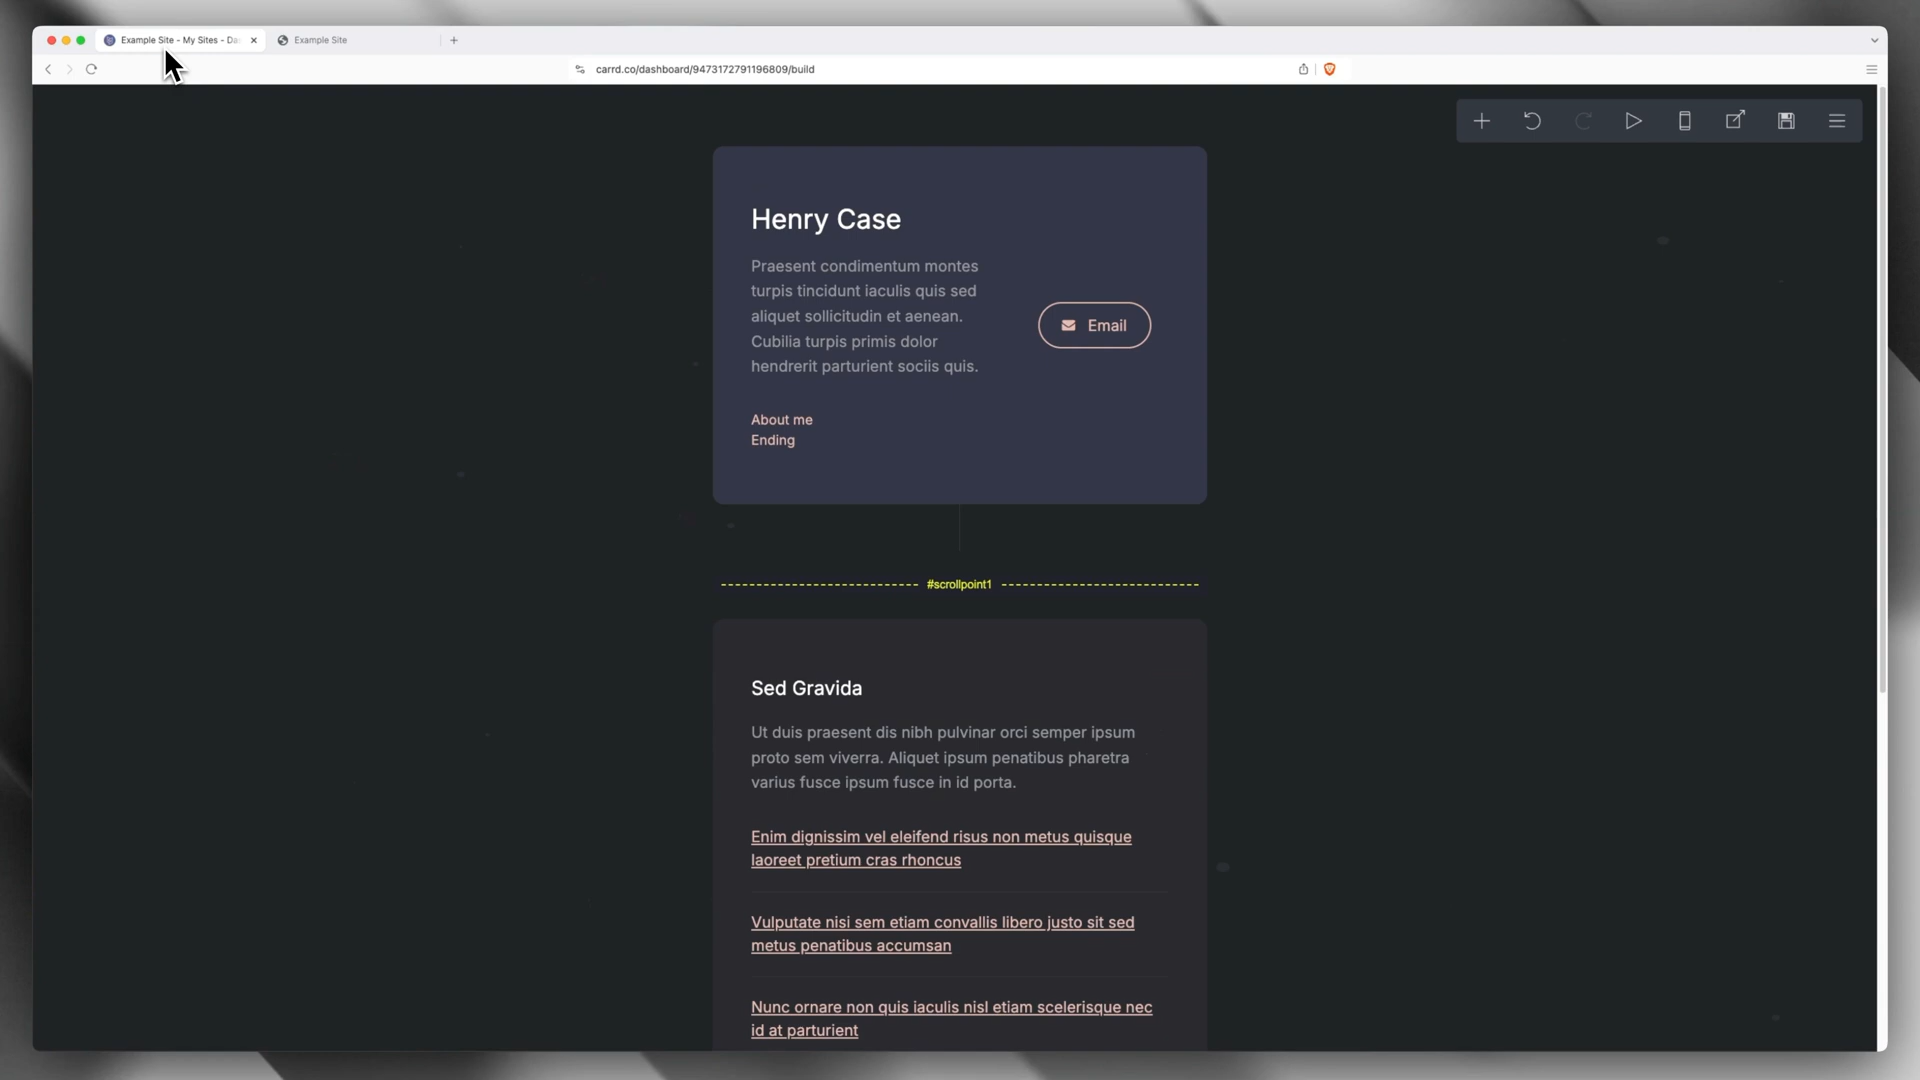 Example Site - My Sites - Da
Example Site
carrd.co/dashboard/9473172791196809/build
Henry Case
Praesent condimentum montes
turpis tincidunt iaculis quis sed
aliquet sollicitudin et aenean.
Cubilia turpis primis dolor
hendrerit parturient sociis quis.
Email
About me
Ending
#scrollpoint1
Sed Gravida
Ut duis praesent dis nibh pulvinar orci semper ipsum
proto sem viverra. Aliquet ipsum penatibus pharetra
varius fusce ipsum fusce in id porta.
Enim dignissim vel eleifend risus non metus quisque
laoreet pretium cras rhoncus
Vulputate nisi sem etiam convallis libero justo sit sed
metus penatibus accumsan
Nunc ornare non quis iaculis nisl etiam scelerisque nec
id at parturient